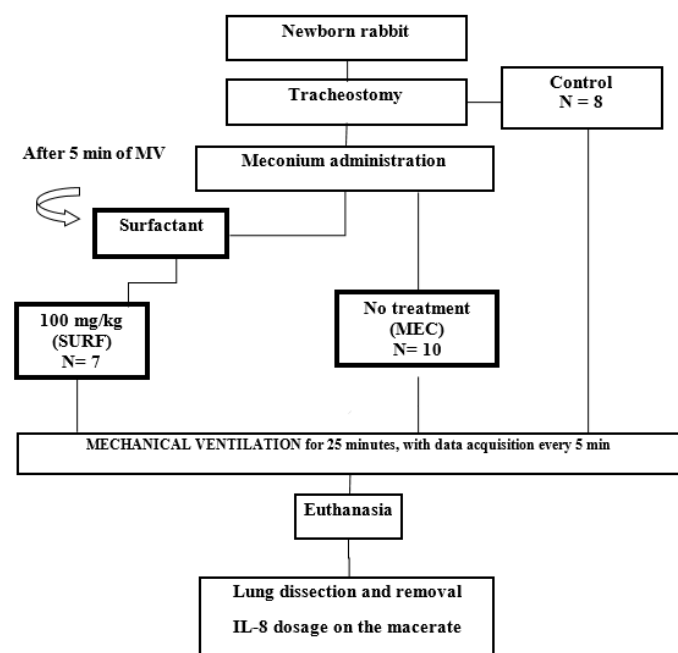 Newborn rabbit
Tracheostomy
Control
N = 8
After 5 min of MV
Meconium administration
Surfactant
100 mg/kg
(SURF)
N= 7
No treatment
(MEC)
N= 10
MECHANICAL VENTILATION for 25 minutes, with data acquisition every 5 min
Euthanasia
Lung dissection and removal
IL-8 dosage on the macerate